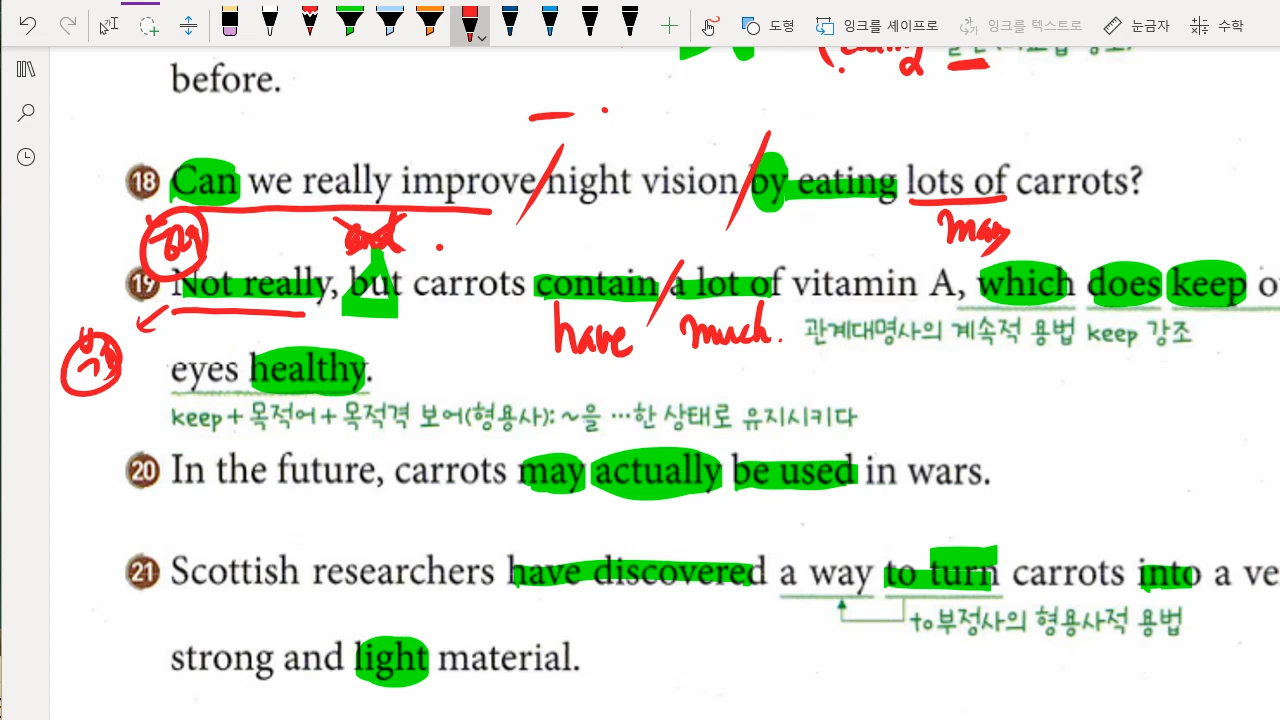 도형 잉크를 셰이프로 잉크를 텍스트로 눈금자 수학
before.
18 Can we really improve night vision by eating lots of carrots?
and many
19 Not really, but carrots contain a lot of vitamin A, which does keep o
have much. 관계대명사의 계속적 용법 keep 강조
eyes healthy.
keep + 목적어 + 목적격 보어(형용사): ~을 …한 상태로 유지시키다
20 In the future, carrots may actually be used in wars.
21 Scottish researchers have discovered a way to turn carrots into a ve
to부정사의 형용사적 용법
strong and light material.